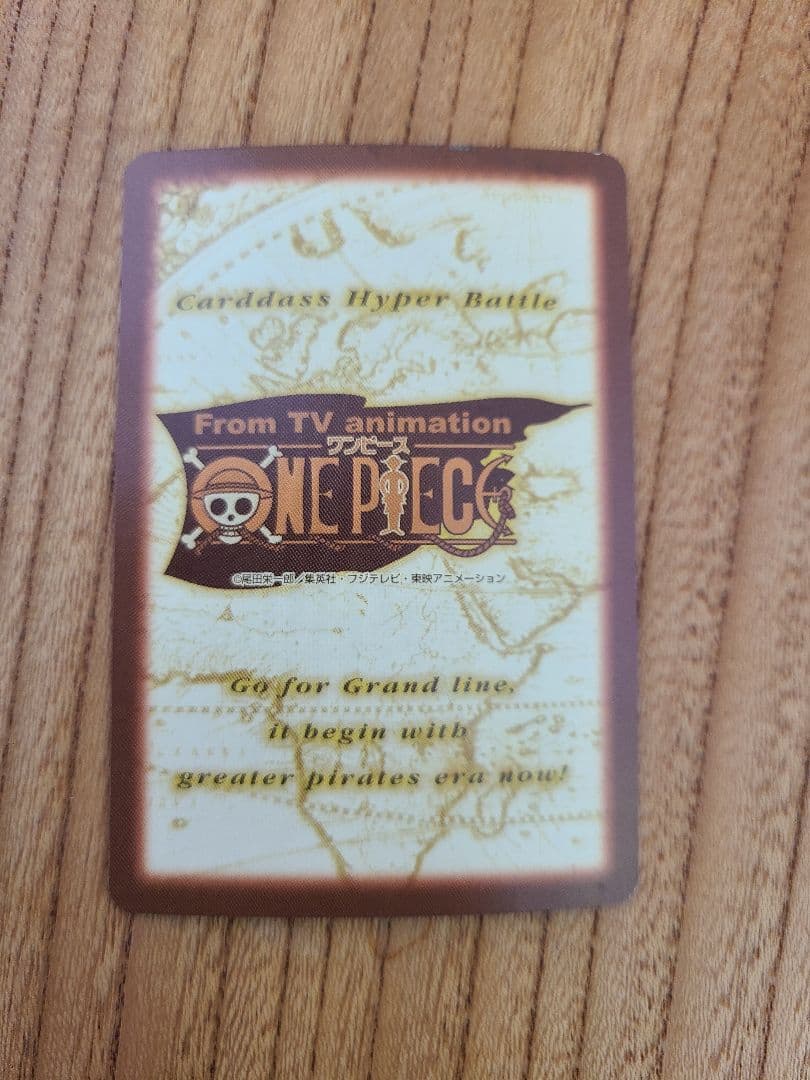 Carddass Hyper Battle
From TV animation
ワンピース
ONE PIECE
©尾田栄一郎/集英社・フジテレビ・東映アニメーション
Go for Grand line,
it begin with
greater pirates era now!